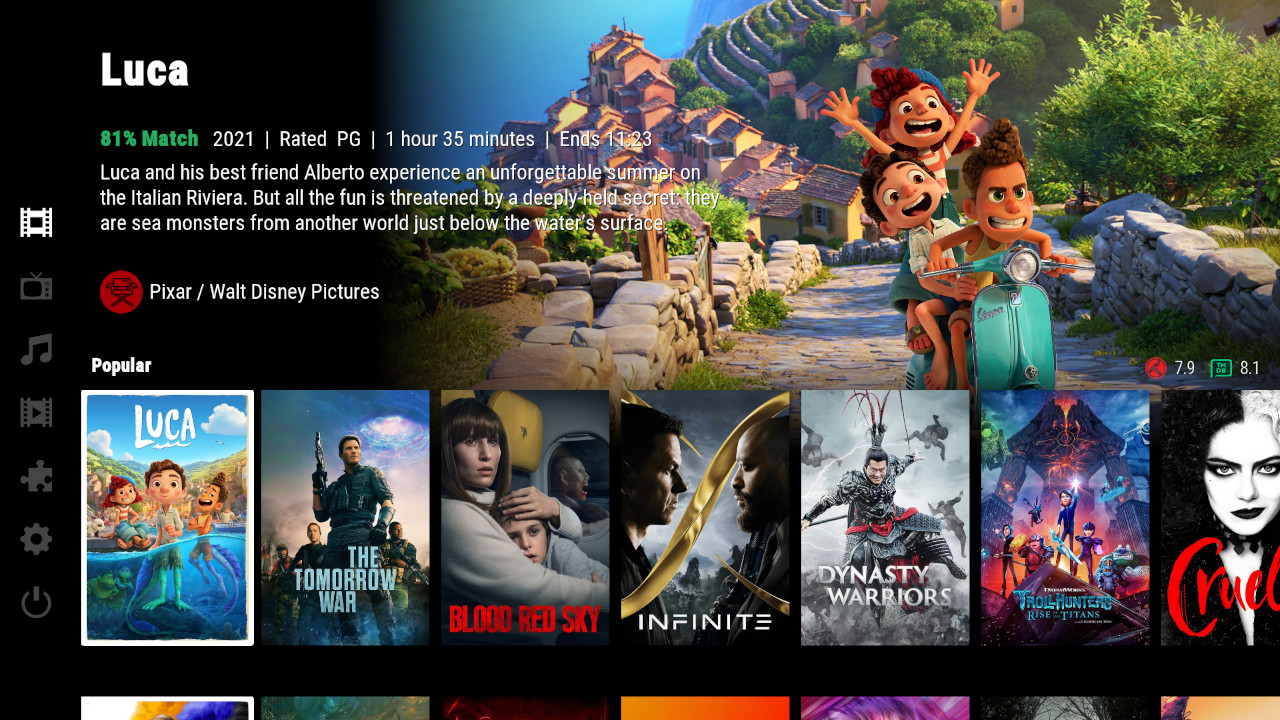 Luca
81% Match 2021 | Rated PG | 1 hour 35 minutes | Ends 11:23
Luca and his best friend Alberto experience an unforgettable summer on
the Italian Riviera. But all the fun is threatened by a deeply-held secret: they
are sea monsters from another world just below the water's surface.
Pixar / Walt Disney Pictures
Vespa
Popular
7.9 TMDB 8.1
LUCA
THE
TOMORROW
WAR
BLOOD RED SKY
INFINITE
DYNASTY
WARRIORS
DREAMWORKS
TROLLHUNTERS
RISE OF THE TITANS
Cruel